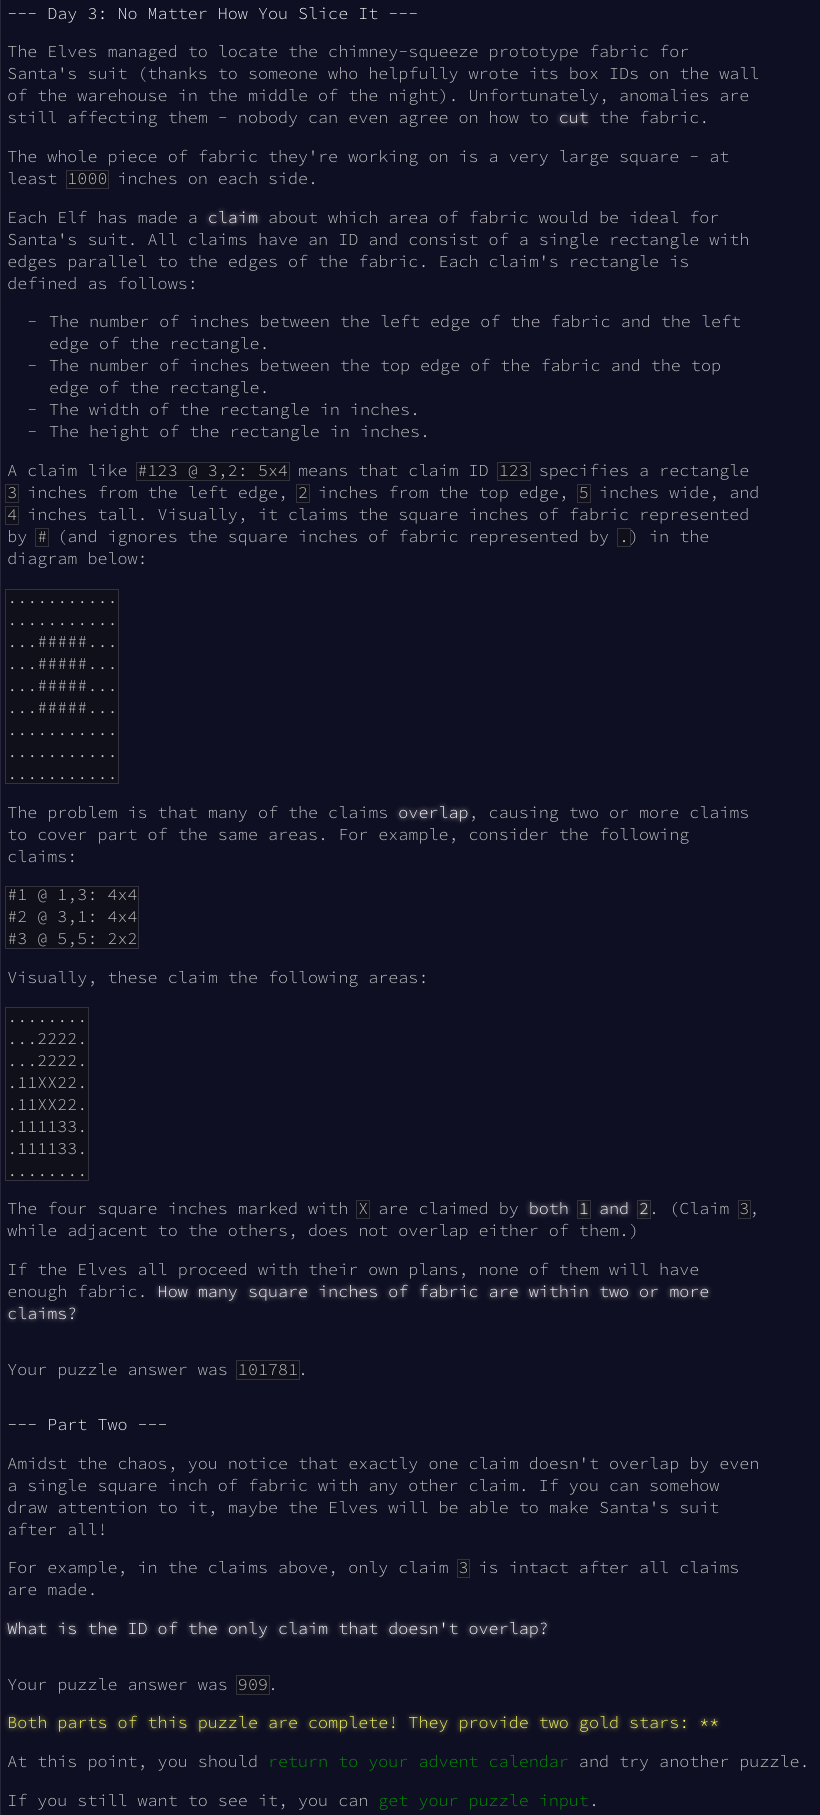 --- Day 3: No Matter How You Slice It ---
The Elves managed to locate the chimney-squeeze prototype fabric for
Santa's suit (thanks to someone who helpfully wrote its box IDs on the wall
of the warehouse in the middle of the night). Unfortunately, anomalies are
still affecting them - nobody can even agree on how to cut the fabric.
The whole piece of fabric they're working on is a very large square - at
least 1000 inches on each side.
Each Elf has made a claim about which area of fabric would be ideal for
Santa's suit. All claims have an ID and consist of a single rectangle with
edges parallel to the edges of the fabric. Each claim's rectangle is
defined as follows:
- The number of inches between the left edge of the fabric and the left
edge of the rectangle.
- The number of inches between the top edge of the fabric and the top
edge of the rectangle.
- The width of the rectangle in inches.
- The height of the rectangle in inches.
A claim like #123 @ 3,2: 5x4 means that claim ID 123 specifies a rectangle
3 inches from the left edge, 2 inches from the top edge, 5 inches wide, and
4 inches tall. Visually, it claims the square inches of fabric represented
by # (and ignores the square inches of fabric represented by .) in the
diagram below:
...........
...........
...#####...
...#####...
...#####...
...#####...
...........
...........
...........
The problem is that many of the claims overlap, causing two or more claims
to cover part of the same areas. For example, consider the following
claims:
#1 @ 1,3: 4x4
#2 @ 3,1: 4x4
#3 @ 5,5: 2x2
Visually, these claim the following areas:
........
...2222.
...2222.
.11XX22.
.11XX22.
.111133.
.111133.
........
The four square inches marked with X are claimed by both 1 and 2. (Claim 3,
while adjacent to the others, does not overlap either of them.)
If the Elves all proceed with their own plans, none of them will have
enough fabric. How many square inches of fabric are within two or more
claims?
Your puzzle answer was 101781.
--- Part Two ---
Amidst the chaos, you notice that exactly one claim doesn't overlap by even
a single square inch of fabric with any other claim. If you can somehow
draw attention to it, maybe the Elves will be able to make Santa's suit
after all!
For example, in the claims above, only claim 3 is intact after all claims
are made.
What is the ID of the only claim that doesn't overlap?
Your puzzle answer was 909.
Both parts of this puzzle are complete! They provide two gold stars: **
At this point, you should return to your advent calendar and try another puzzle.
If you still want to see it, you can get your puzzle input.